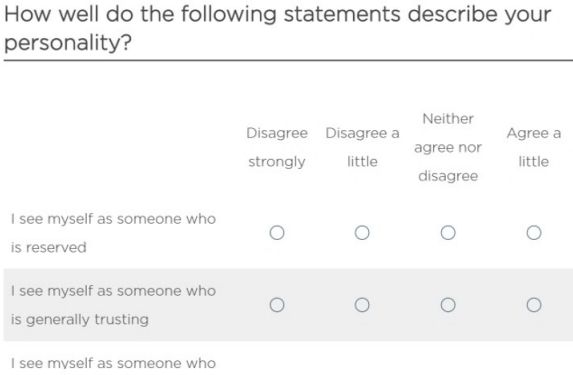 How well do the following statements describe your
personality?
Disagree strongly
Disagree a little
Neither agree nor disagree
Agree a little
I see myself as someone who
is reserved
I see myself as someone who
is generally trusting
I see myself as someone who